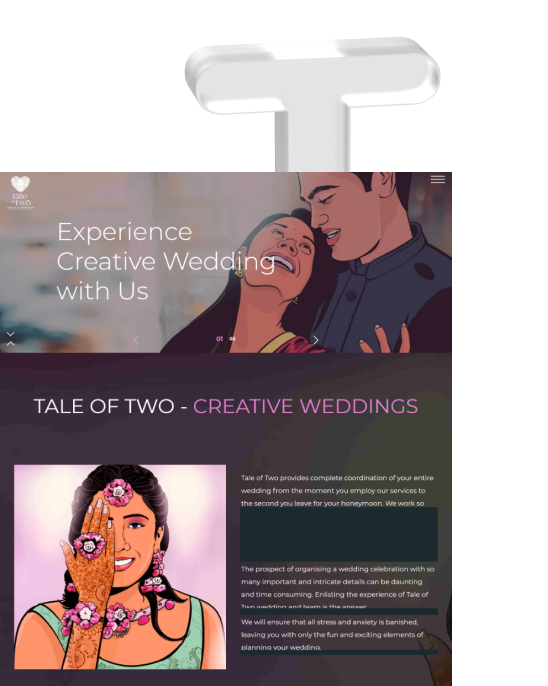 T
Tale
of TWO
Experience
Creative Wedding
with Us
01 02
TALE OF TWO - CREATIVE WEDDINGS
Tale of Two provides complete coordination of your entire
wedding from the moment you employ our services to
the second you leave for your honeymoon. We work so
The prospect of organising a wedding celebration with so
many important and intricate details can be daunting
and time consuming. Enlisting the experience of Tale of
Two wedding and team is the answer.
We will ensure that all stress and anxiety is banished,
leaving you with only the fun and exciting elements of
planning your wedding.